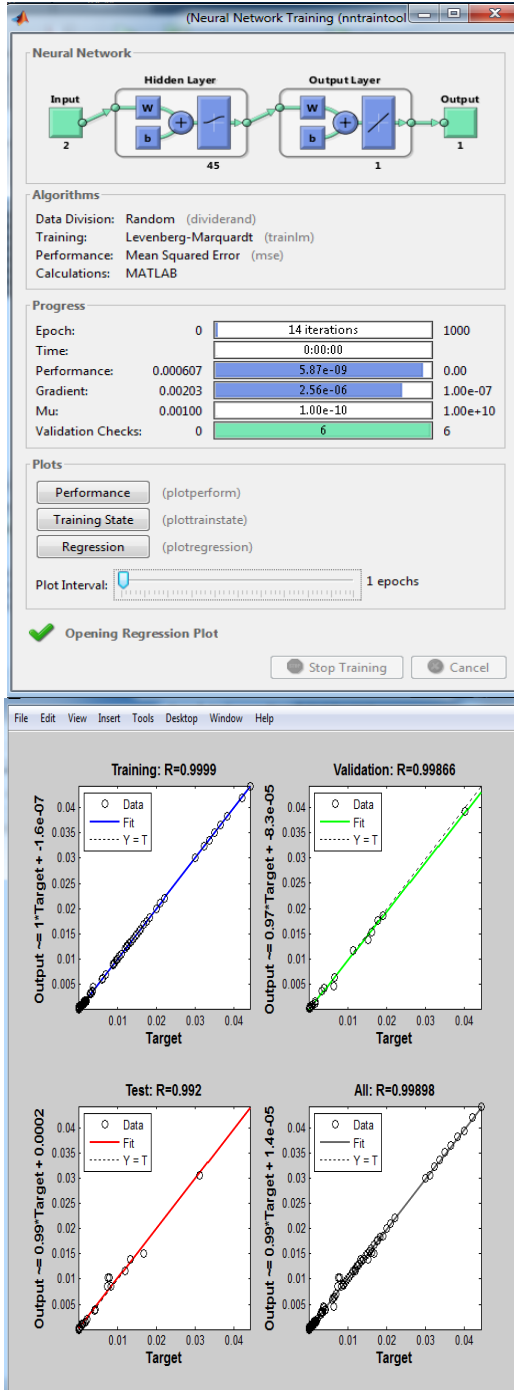 (Neural Network Training (nntraintool
Neural Network
Hidden Layer
Output Layer
Input
Output
W
b
+
W
b
+
2
45
1
1
Algorithms
Data Division: Random (dividerand)
Training: Levenberg-Marquardt (trainlm)
Performance: Mean Squared Error (mse)
Calculations: MATLAB
Progress
Epoch: 0 14 iterations 1000
Time: 0:00:00
Performance: 0.000607 5.87e-09 0.00
Gradient: 0.00203 2.56e-06 1.00e-07
Mu: 0.00100 1.00e-10 1.00e+10
Validation Checks: 0 6 6
Plots
Performance (plotperform)
Training State (plottrainstate)
Regression (plotregression)
Plot Interval: 1 epochs
Opening Regression Plot
Stop Training Cancel
File Edit View Insert Tools Desktop Window Help
Training: R=0.9999
Output ~= 1*Target + -1.6e-07
0.04
0.035
0.03
0.025
0.02
0.015
0.01
0.005
Data
Fit
Y = T
0.01 0.02 0.03 0.04
Target
Validation: R=0.99866
Output ~= 0.97*Target + -8.3e-05
0.04
0.035
0.03
0.025
0.02
0.015
0.01
0.005
Data
Fit
Y = T
0.01 0.02 0.03 0.04
Target
Test: R=0.992
Output ~= 0.99*Target + 0.0002
0.04
0.035
0.03
0.025
0.02
0.015
0.01
0.005
Data
Fit
Y = T
0.01 0.02 0.03 0.04
Target
All: R=0.99898
Output ~= 0.99*Target + 1.4e-05
0.04
0.035
0.03
0.025
0.02
0.015
0.01
0.005
Data
Fit
Y = T
0.01 0.02 0.03 0.04
Target